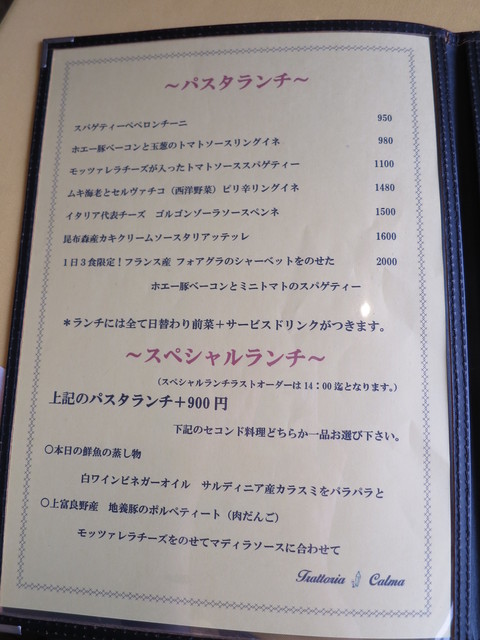 ～パスタランチ～
スパゲティーペペロンチーニ 950
ホエー豚ベーコンと玉葱のトマトソースリングイネ 980
モッツァレラチーズが入ったトマトソーススパゲティー 1100
ムキ海老とセルヴァチコ（西洋野菜）ピリ辛リングイネ 1480
イタリア代表チーズ ゴルゴンゾーラソースペンネ 1500
昆布森産カキクリームソースタリアッテッレ 1600
１日３食限定！フランス産 フォアグラのシャーベットをのせた 2000
ホエー豚ベーコンとミニトマトのスパゲティー
＊ランチには全て日替わり前菜＋サービスドリンクがつきます。
～スペシャルランチ～
（スペシャルランチラストオーダーは 14：00 迄となります。）
上記のパスタランチ＋900 円
下記のセコンド料理どちらか一品お選び下さい。
〇本日の鮮魚の蒸し物
白ワインビネガーオイル サルディニア産カラスミをパラパラと
〇上富良野産 地養豚のポルペティート（肉だんご）
モッツァレラチーズをのせてマディラソースに合わせて
Trattoria Calma